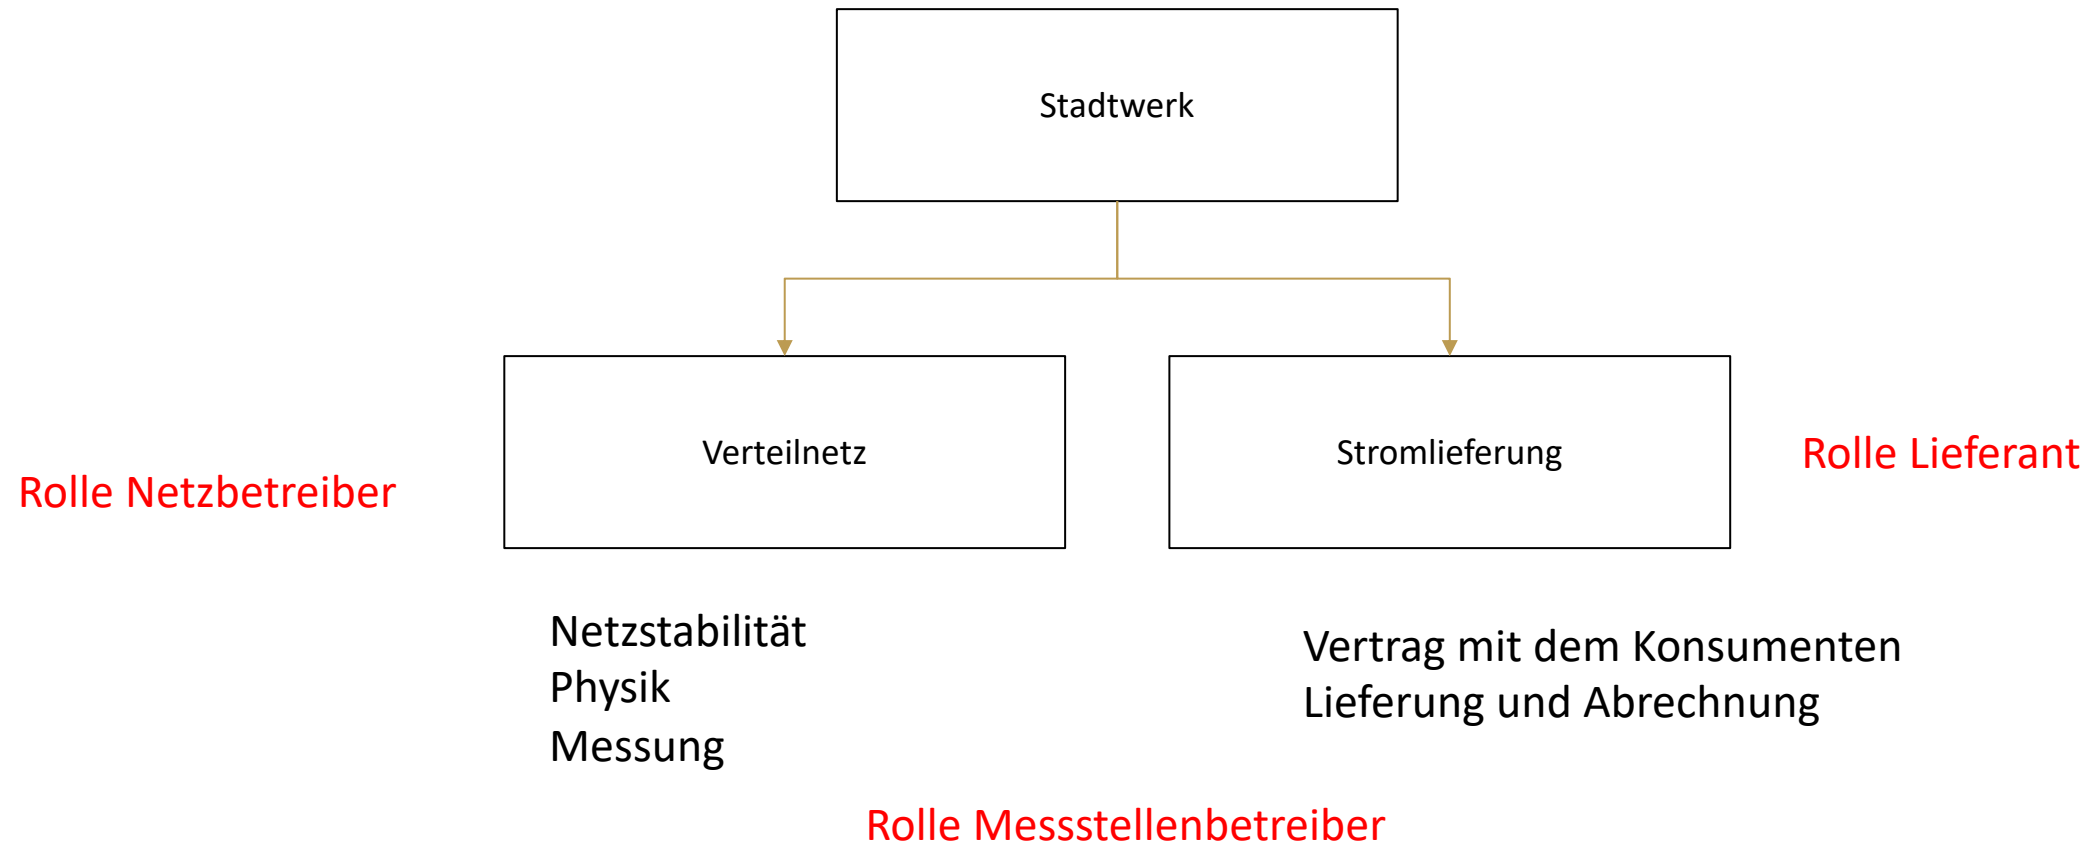 Stadtwerk
Verteilnetz
Stromlieferung
Rolle Lieferant
Rolle Netzbetreiber
Netzstabilität
Physik
Messung
Vertrag mit dem Konsumenten
Lieferung und Abrechnung
Rolle Messstellenbetreiber